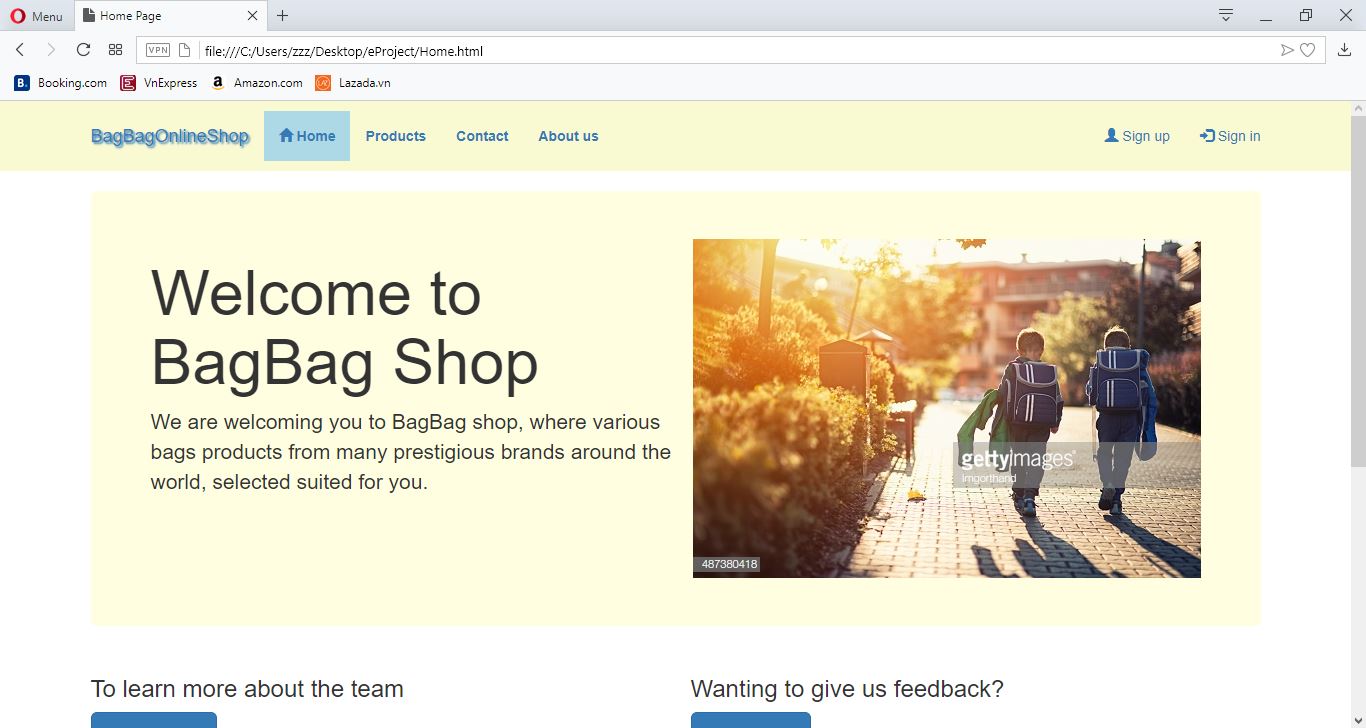 Menu
Home Page
VPN
file:///C:/Users/zzz/Desktop/eProject/Home.html
B. Booking.com
E VnExpress
a Amazon.com
Lazada.vn
BagBagOnlineShop
Home
Products
Contact
About us
Sign up
Sign in
Welcome to
BagBag Shop
We are welcoming you to BagBag shop, where various
bags products from many prestigious brands around the
world, selected suited for you.
gettyimages®
Imgorthand
487380418
To learn more about the team
Wanting to give us feedback?